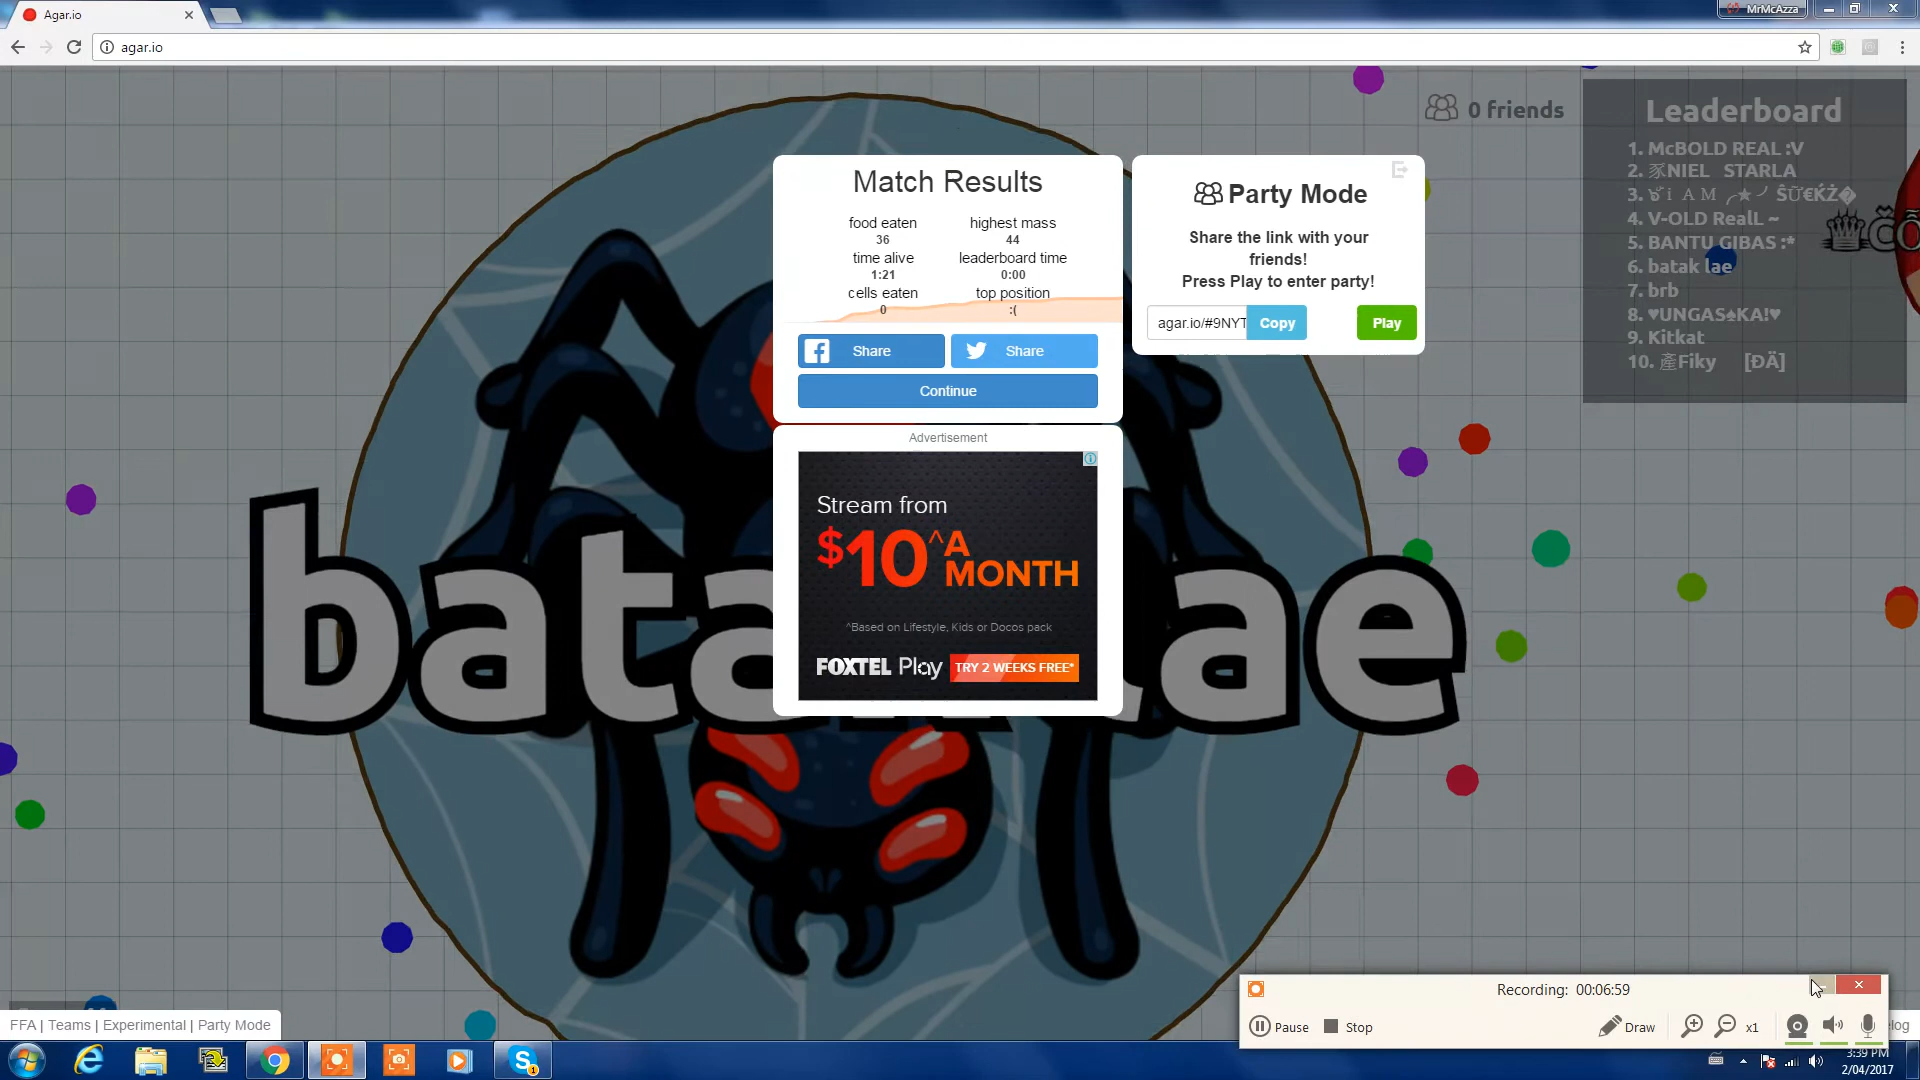 Agar.io
MrMcAzza
agar.io
0 friends
Leaderboard
1. McBOLD REAL :V
2. 豕NIEL STARLA
4. V-OLD RealL ~
5. BANTU GIBAS :*
6. batak lae
7. brb
8. ♥UNGAS♠KA!♥
9. Kitkat
10. 產Fiky [ÐÄ]
Match Results
food eaten
36
highest mass
44
time alive
1:21
leaderboard time
0:00
cells eaten
0
top position
:(
Share
Share
Continue
Party Mode
Share the link with your
friends!
Press Play to enter party!
agar.io/#9NYT
Copy
Play
Advertisement
Stream from
$10^A
MONTH
^Based on Lifestyle, Kids or Docos pack
FOXTEL Play
TRY 2 WEEKS FREE*
lae
FFA | Teams | Experimental | Party Mode
Recording: 00:06:59
Pause
Stop
Draw
x1
3:39 PM
2/04/2017